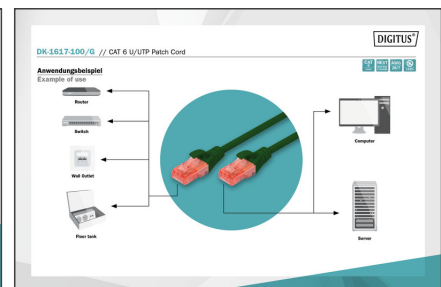 DIGITUS®
DK-1617-100/G // CAT 6 U/UTP Patch Cord
Anwendungsbeispiel
Example of use
Router
Switch
Wall Outlet
Floor tank
Computer
Server